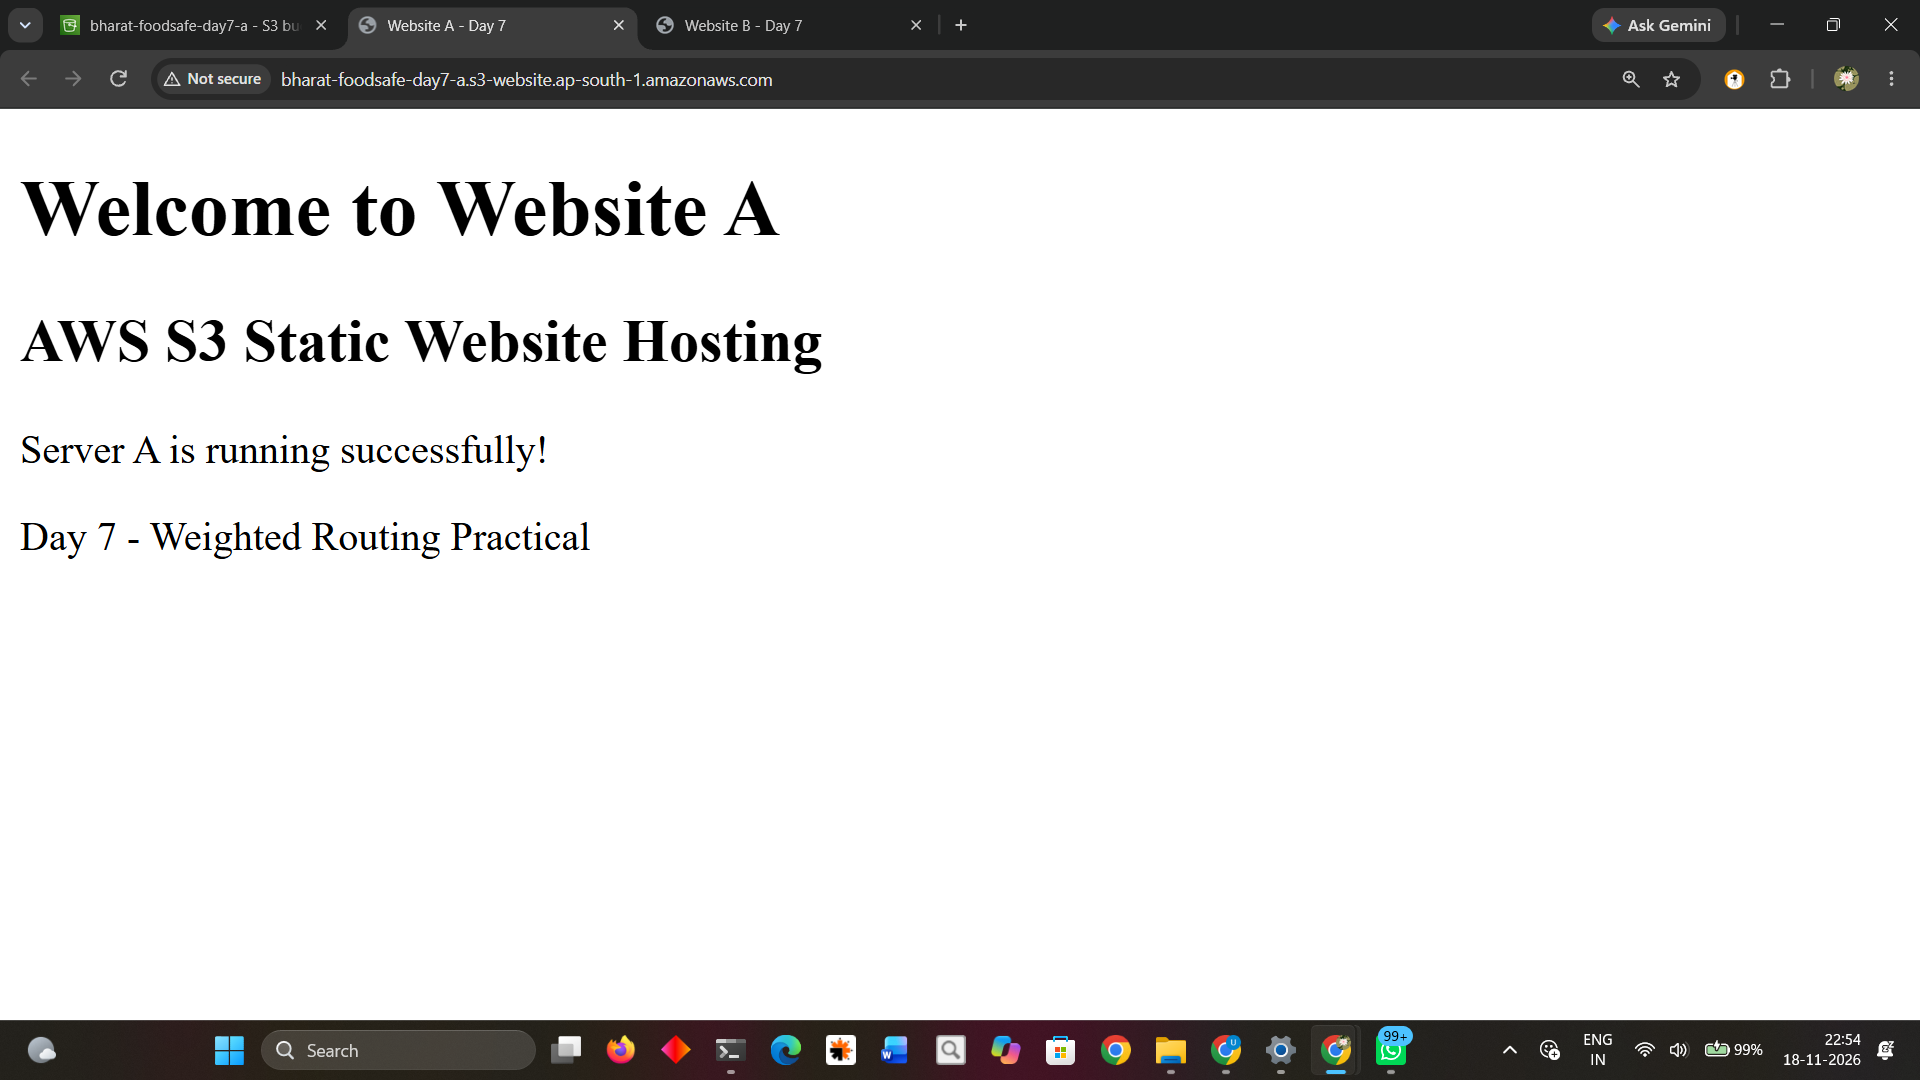 bharat-foodsafe-day7-a - S3 bu
Website A - Day 7
Website B - Day 7
Ask Gemini
Not secure
bharat-foodsafe-day7-a.s3-website.ap-south-1.amazonaws.com
Welcome to Website A
AWS S3 Static Website Hosting
Server A is running successfully!
Day 7 - Weighted Routing Practical
Search
99+
ENG
IN
99%
22:54
18-11-2026